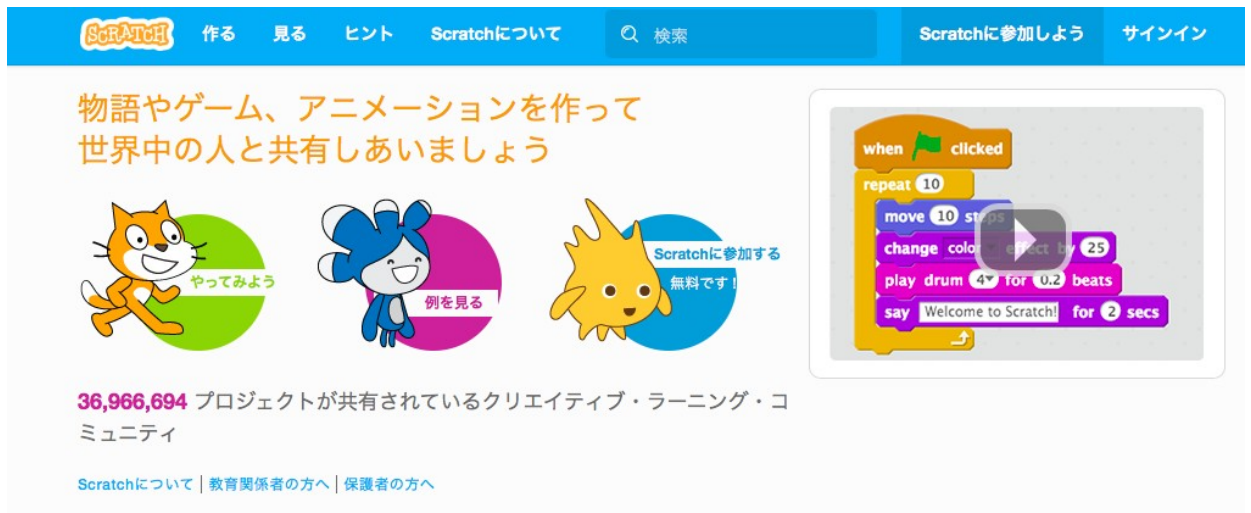 SCRATCH 作る 見る ヒント Scratchについて 検索 Scratchに参加しよう サインイン
物語やゲーム、アニメーションを作って
世界中の人と共有しあいましょう
やってみよう
例を見る
Scratchに参加する
無料です!
when clicked
repeat 10
move 10 steps
change color effect by 25
play drum 4 for 0.2 beats
say Welcome to Scratch! for 2 secs
36,966,694 プロジェクトが共有されているクリエイティブ・ラーニング・コ
ミュニティ
Scratchについて | 教育関係者の方へ | 保護者の方へ